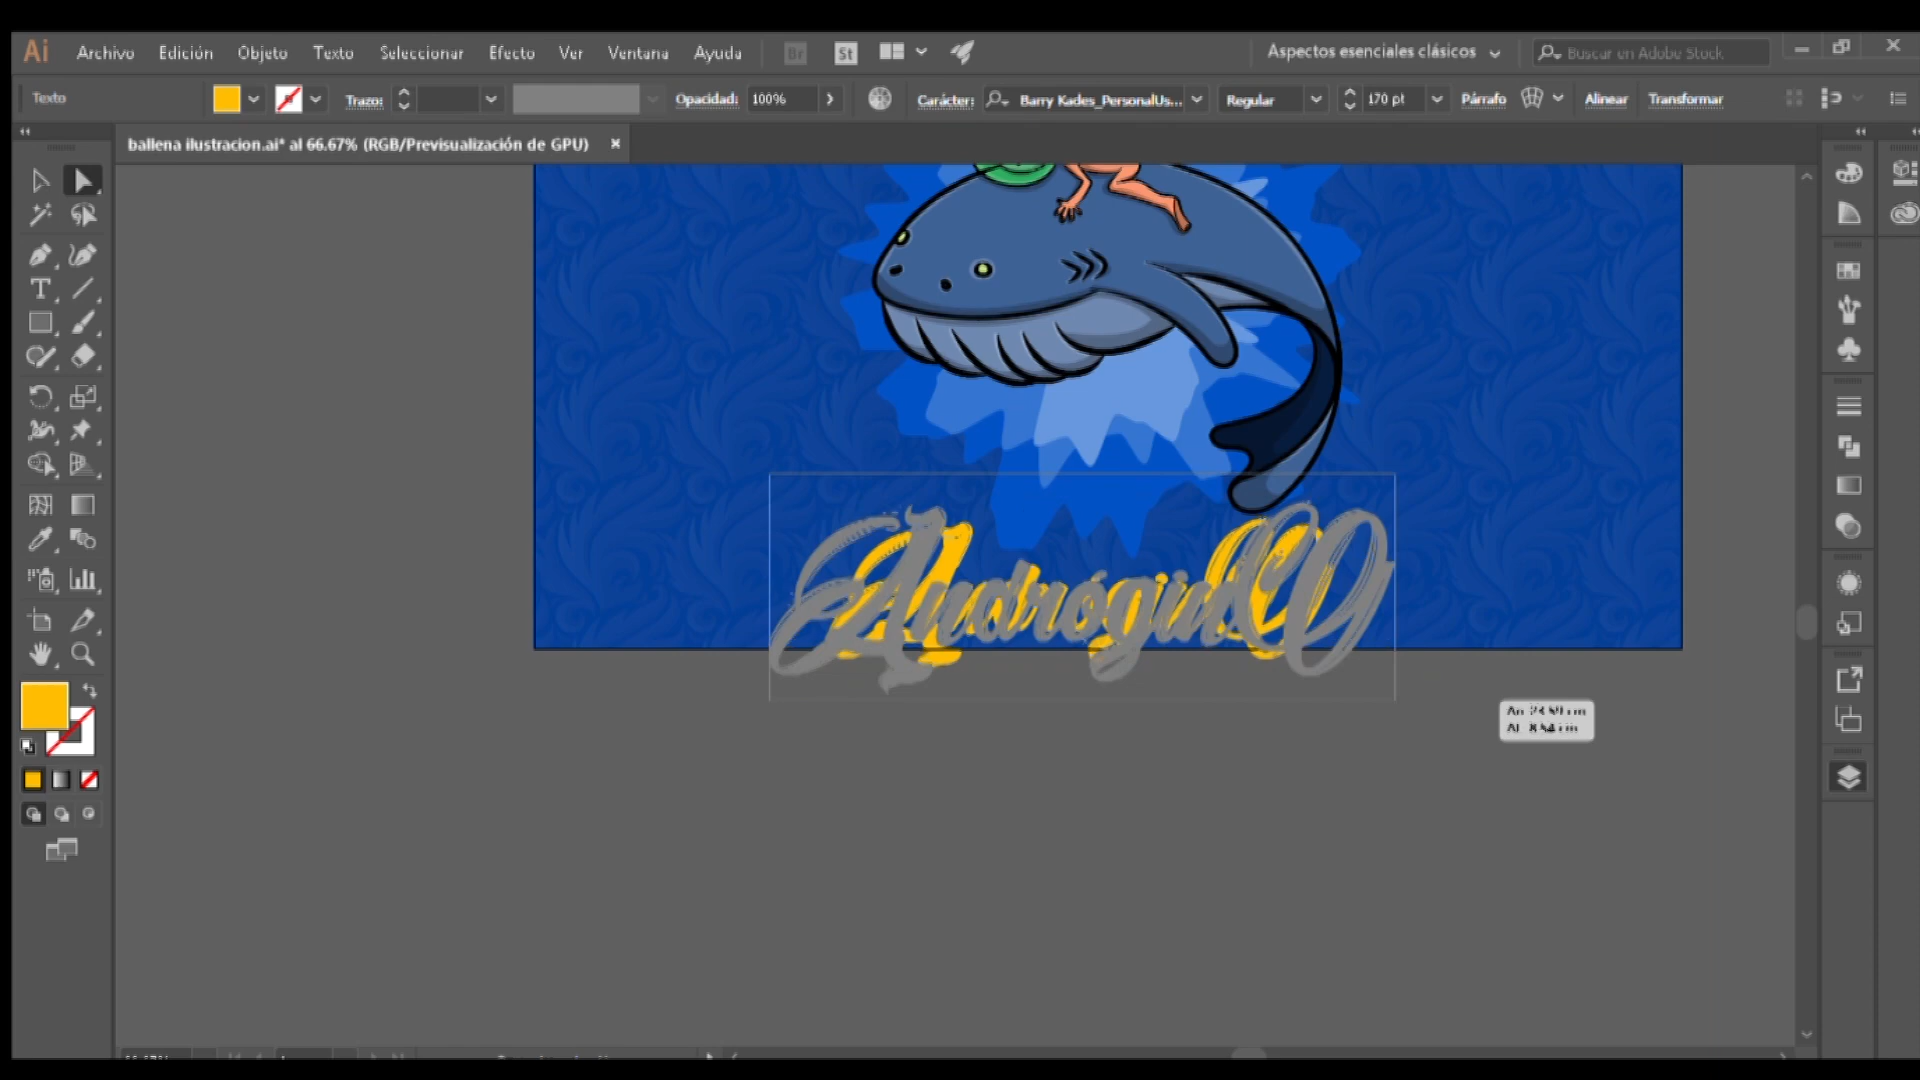 Ai Archivo Edición Objeto Texto Seleccionar Efecto Ver Ventana Ayuda Br St Aspectos esenciales clásicos Buscar en Adobe Stock
Texto Trazo: Opacidad: 100% Carácter: Barry Kades_PersonalUs... Regular 170 pt Párrafo Alinear Transformar
ballena ilustracion.ai* al 66.67% (RGB/Previsualización de GPU)